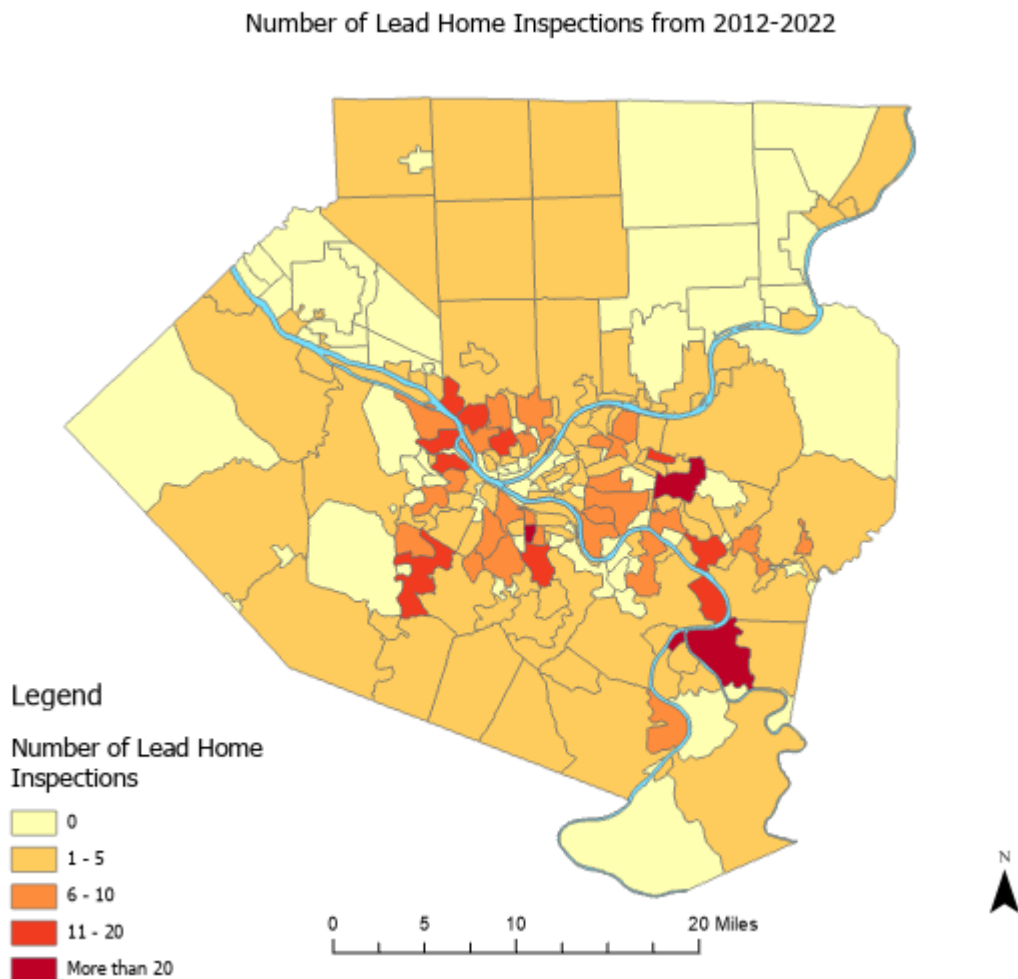 Number of Lead Home Inspections from 2012-2022
Legend
Number of Lead Home
Inspections
0
1 - 5
6 - 10
11 - 20
More than 20
0 5 10 20 Miles
N